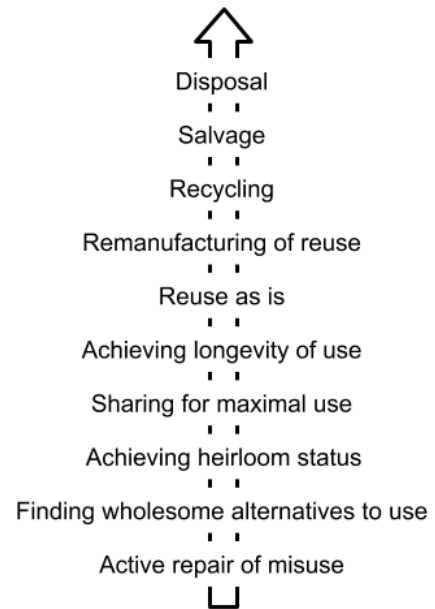 Disposal
Salvage
Recycling
Remanufacturing of reuse
Reuse as is
Achieving longevity of use
Sharing for maximal use
Achieving heirloom status
Finding wholesome alternatives to use
Active repair of misuse